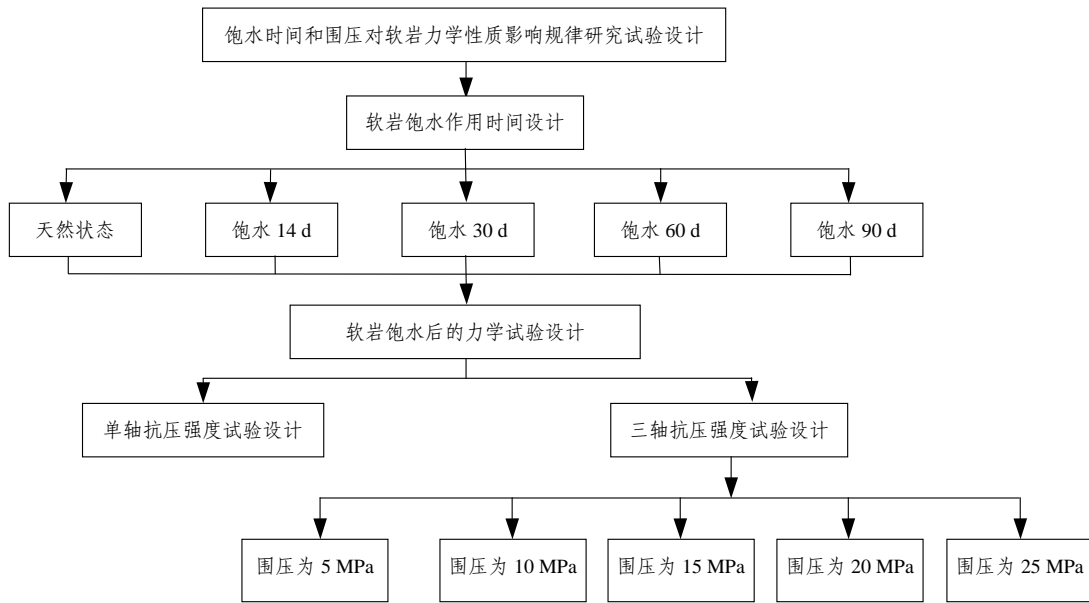 饱水时间和围压对软岩力学性质影响规律研究试验设计
软岩饱水作用时间设计
天然状态
饱水 14 d
饱水 30 d
饱水 60 d
饱水 90 d
软岩饱水后的力学试验设计
单轴抗压强度试验设计
三轴抗压强度试验设计
围压为 5 MPa
围压为 10 MPa
围压为 15 MPa
围压为 20 MPa
围压为 25 MPa